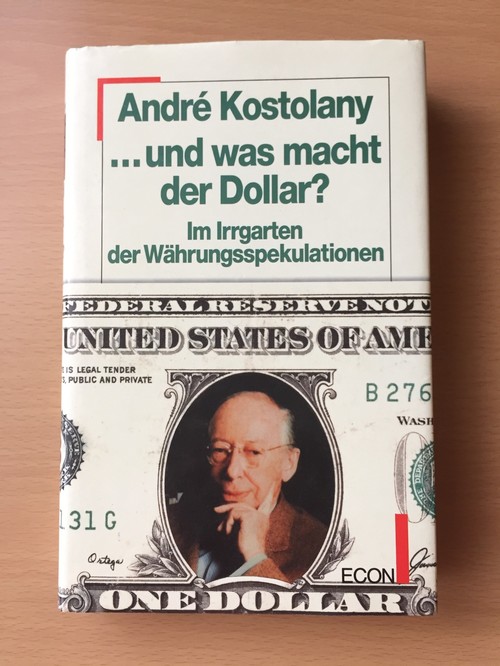 André Kostolany
...und was macht
der Dollar?
Im Irrgarten
der Währungsspekulationen
FEDERAL RESERVE NOT
UNITED STATES OF AME
IS LEGAL TENDER
, PUBLIC AND PRIVATE
B 276
WASH
131 G
Ortega
ECON
ONE DOLLAR